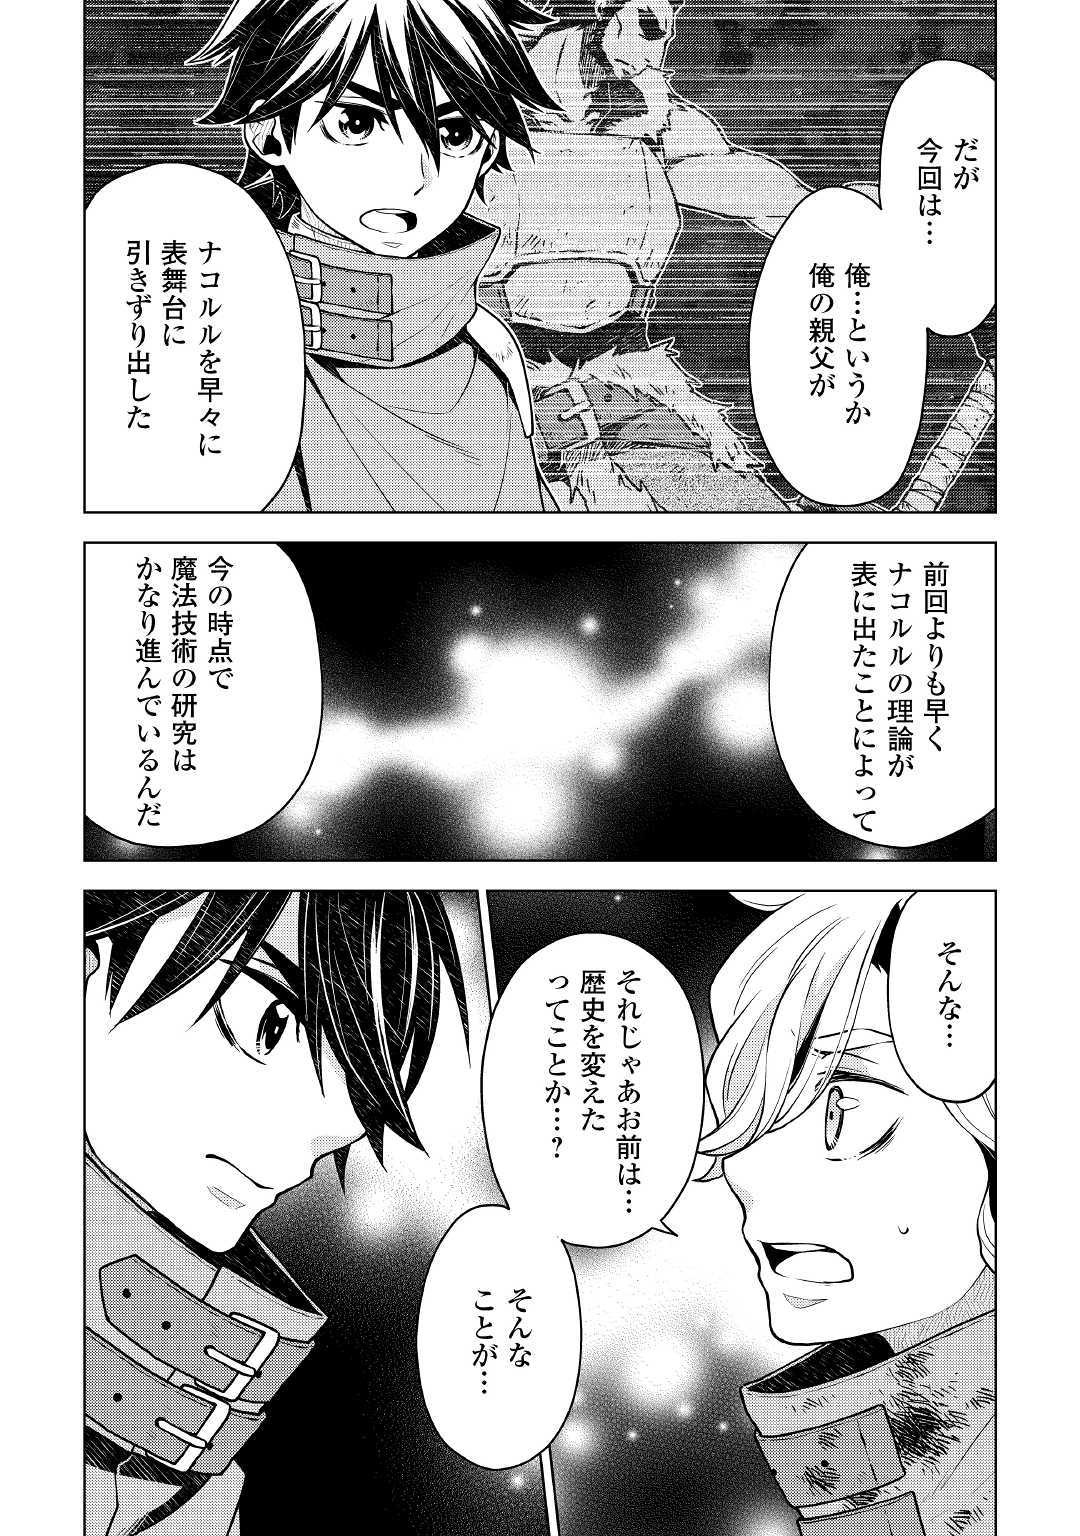 だが
今回は…
俺…というか
俺の親父が
ナコルルを早々に
表舞台に
引きずり出した
前回よりも早く
ナコルルの理論が
表に出たことによって
今の時点で
魔法技術の研究は
かなり進んでいるんだ
そんな…
それじゃあお前は…
歴史を変えた
ってことか…?
そんな
ことが…